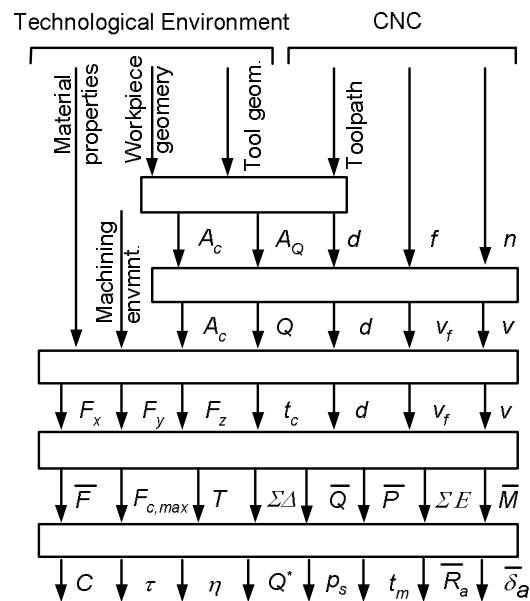 Technological Environment CNC
Material properties
Workpiece geomery
Tool geom.
Toolpath
Machining envmnt.
A_c A_Q d f n
A_c Q d v_f v
F_x F_y F_z t_c d v_f v
F̅ F_{c,max} T ΣΔ Q̅ P̅ ΣE M̅
C τ η Q* p_s t_m R̅_a δ̅_a